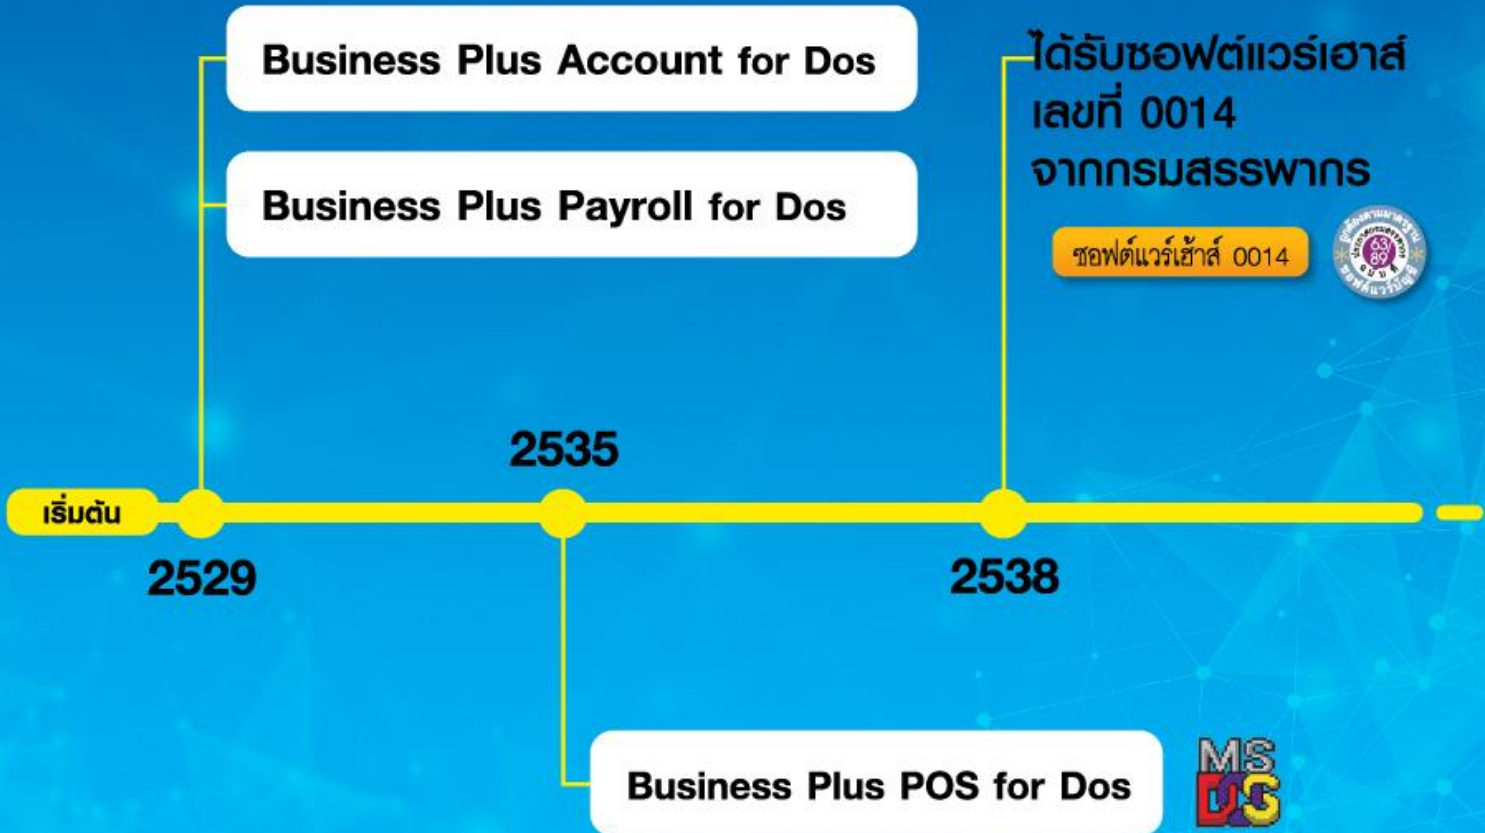 Business Plus Account for Dos
Business Plus Payroll for Dos
ได้รับซอฟต์แวร์เฮาส์
เลขที่ 0014
จากกรมสรรพากร
ซอฟต์แวร์เฮ้าส์ 0014
63/
89
2535
เริ่มต้น
2529
2538
Business Plus POS for Dos
MS
DOS